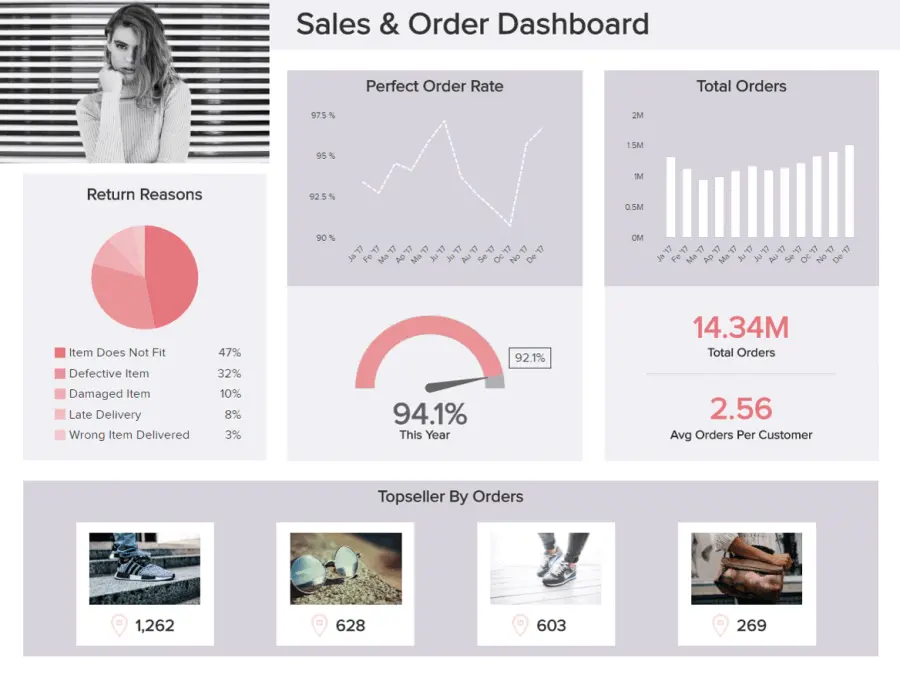 Sales & Order Dashboard
Return Reasons
Item Does Not Fit 47%
Defective Item 32%
Damaged Item 10%
Late Delivery 8%
Wrong Item Delivered 3%
Perfect Order Rate
97.5 %
95 %
92.5 %
90 %
Ja '17 Fe '17 Ma '17 Ap '17 Ma '17 Ju '17 Ju '17 Au '17 Se '17 Oc '17 No '17 De '17
92.1%
94.1%
This Year
Total Orders
2M
1.5M
1M
0.5M
0M
Ja '17 Fe '17 Ma '17 Ap '17 Ma '17 Ju '17 Ju '17 Au '17 Se '17 Oc '17 No '17 De '17
14.34M
Total Orders
2.56
Avg Orders Per Customer
Topseller By Orders
1,262 628 603 269